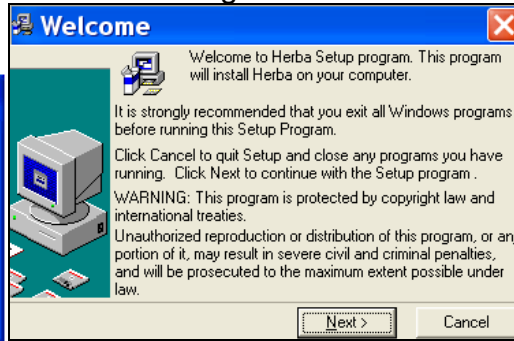 Welcome
Welcome to Herba Setup program. This program
will install Herba on your computer.
It is strongly recommended that you exit all Windows programs
before running this Setup Program.
Click Cancel to quit Setup and close any programs you have
running. Click Next to continue with the Setup program .
WARNING: This program is protected by copyright law and
international treaties.
Unauthorized reproduction or distribution of this program, or
portion of it, may result in severe civil and criminal penalties,
and will be prosecuted to the maximum extent possible under
law.
Next >
Cancel